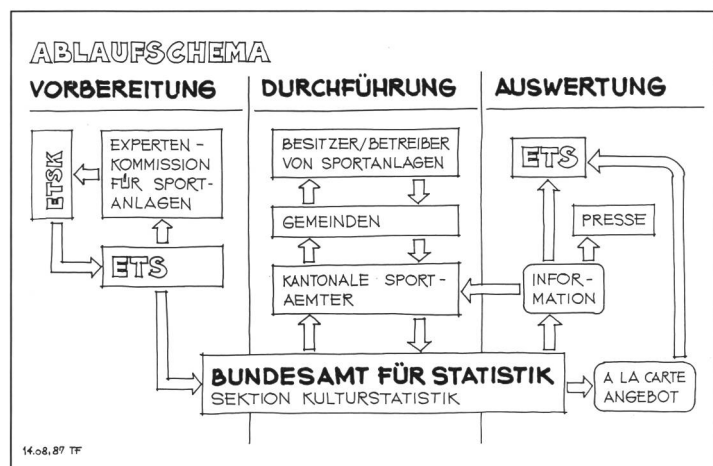 ABLAUFSCHEMA
VORBEREITUNG
DURCHFÜHRUNG
AUSWERTUNG
ETSK
EXPERTEN-
KOMMISSION
FÜR SPORT-
ANLAGEN
ETS
BESITZER/BETREIBER
VON SPORTANLAGEN
GEMEINDEN
KANTONALE SPORT-
AEMTER
ETS
PRESSE
INFOR-
MATION
BUNDESAMT FÜR STATISTIK
SEKTION KULTURSTATISTIK
A LA CARTE
ANGEBOT
14.08.87 TF